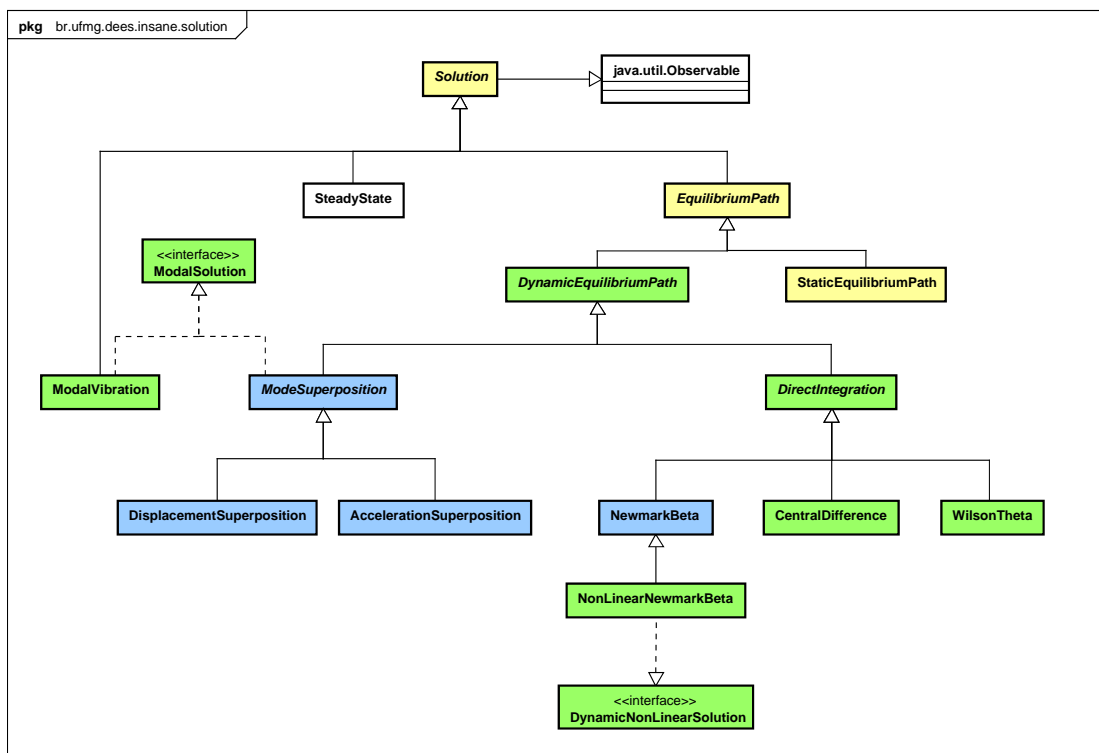 pkg br.ufmg.dees.insane.solution
Solution
java.util.Observable
SteadyState
EquilibriumPath
<<interface>>
ModalSolution
DynamicEquilibriumPath
StaticEquilibriumPath
ModalVibration
ModeSuperposition
DirectIntegration
DisplacementSuperposition
AccelerationSuperposition
NewmarkBeta
CentralDifference
WilsonTheta
NonLinearNewmarkBeta
<<interface>>
DynamicNonLinearSolution